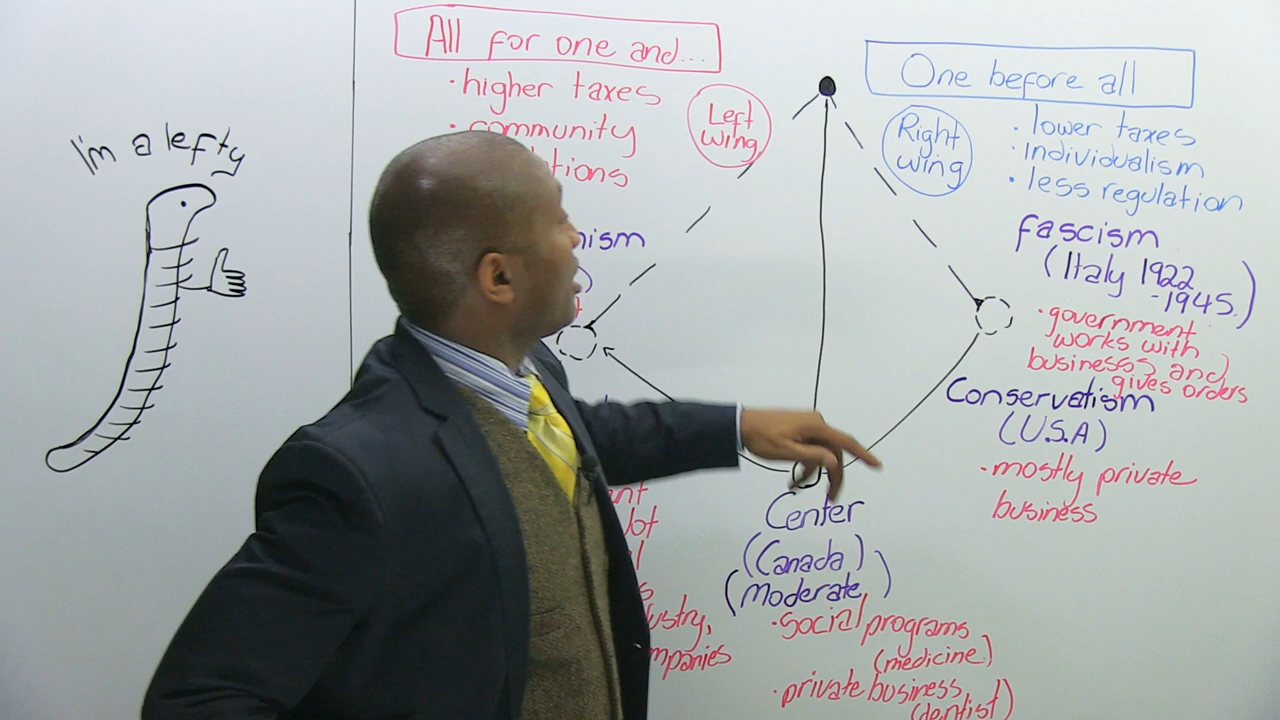 I'm a lefty
All for one and...
• higher taxes
• community
Left
wing
One before all
Right
wing
• lower taxes
• individualism
• less regulation
fascism
(Italy 1922
-1945)
• government
works with
business, and
gives orders
Conservatism
(U.S.A)
• mostly private
business
Center
(Canada)
(Moderate)
• social programs
(medicine)
• private business
(dentist)